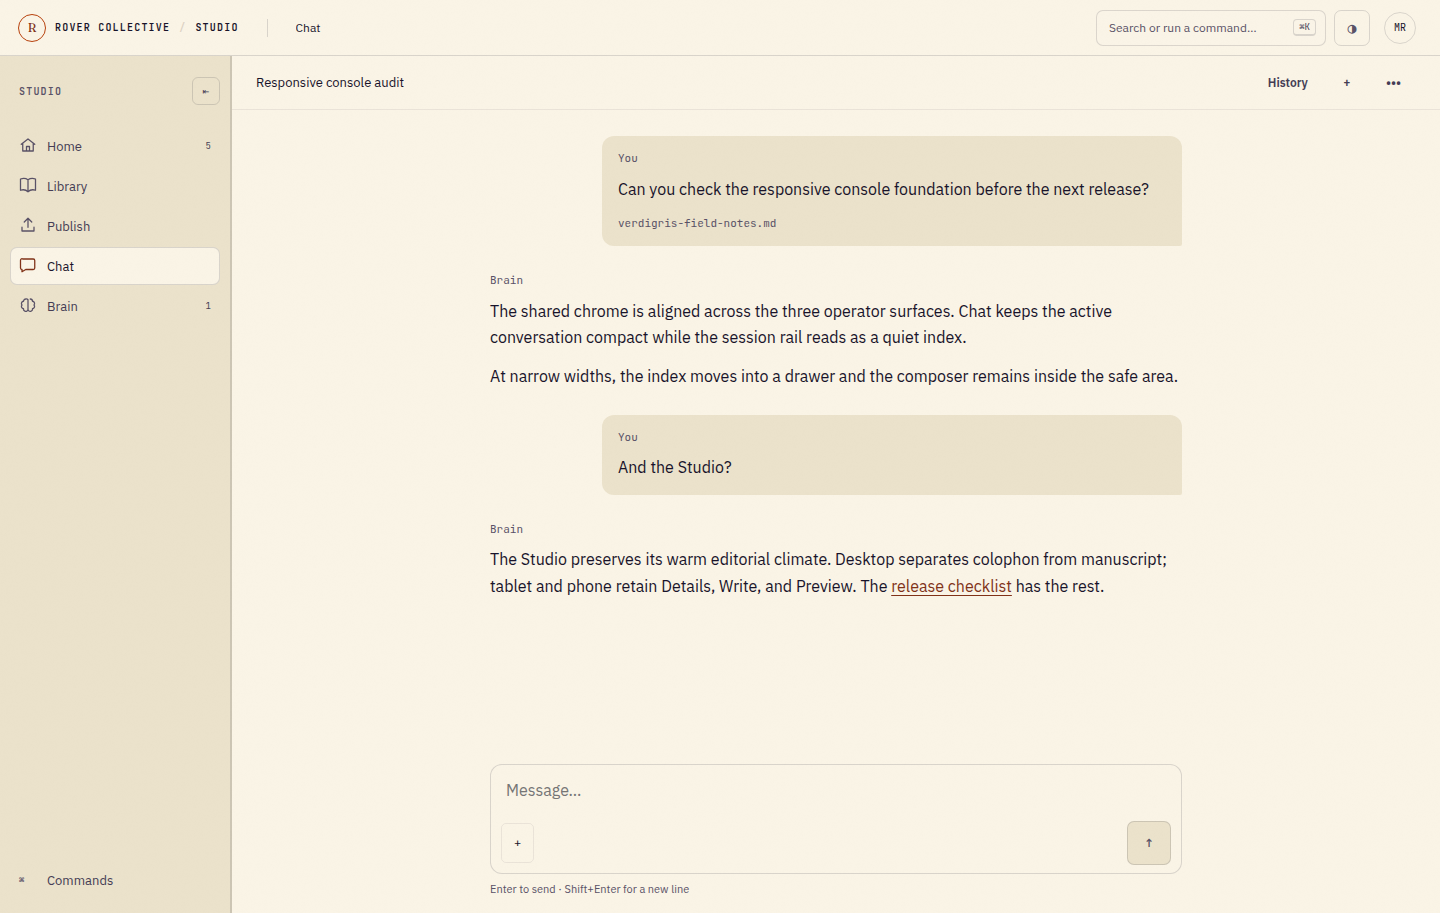 R ROVER COLLECTIVE / STUDIO Chat Search or run a command... ⌘K MR
STUDIO
Home 5
Library
Publish
Chat
Brain 1
⌘ Commands
Responsive console audit History + •••
You
Can you check the responsive console foundation before the next release?
verdigris-field-notes.md
Brain
The shared chrome is aligned across the three operator surfaces. Chat keeps the active
conversation compact while the session rail reads as a quiet index.
At narrow widths, the index moves into a drawer and the composer remains inside the safe area.
You
And the Studio?
Brain
The Studio preserves its warm editorial climate. Desktop separates colophon from manuscript;
tablet and phone retain Details, Write, and Preview. The release checklist has the rest.
Message...
+ ↑
Enter to send · Shift+Enter for a new line